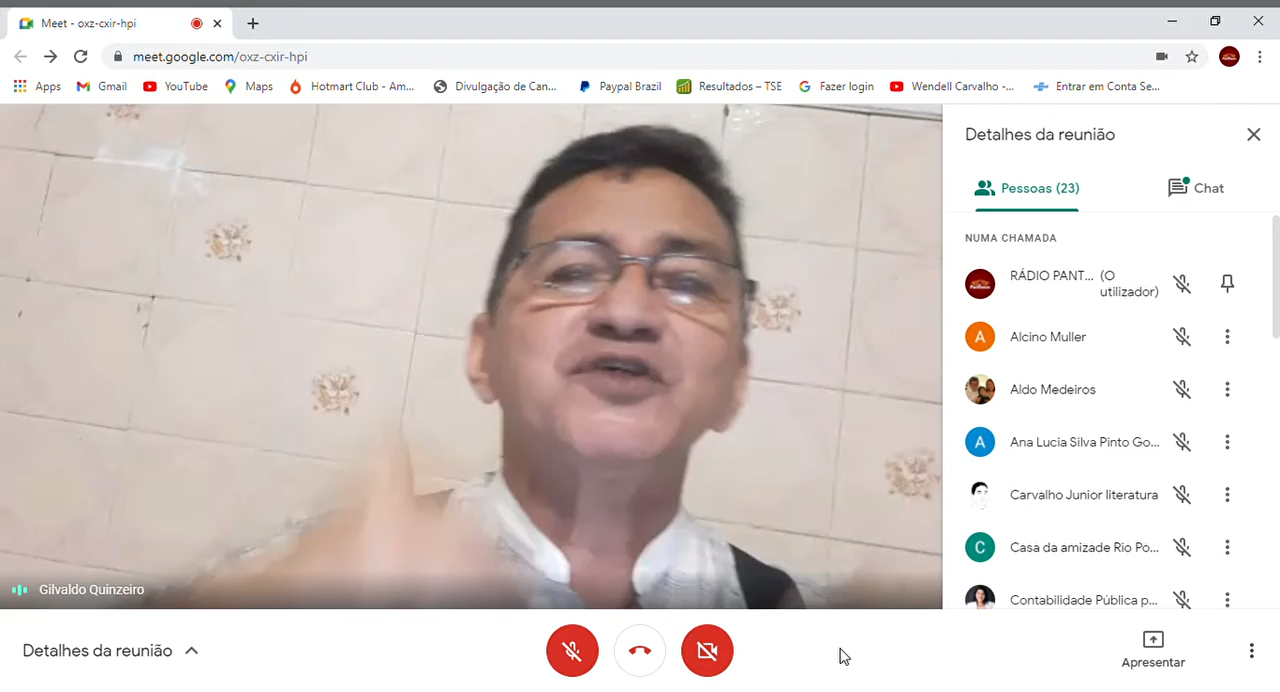 Meet - oxz-cxir-hpi
meet.google.com/oxz-cxir-hpi
Apps Gmail YouTube Maps Hotmart Club - Am... Divulgação de Can... Paypal Brazil Resultados – TSE Fazer login Wendell Carvalho -... Entrar em Conta Se...
Detalhes da reunião
Pessoas (23) Chat
NUMA CHAMADA
RÁDIO PANT... (O utilizador)
A Alcino Muller
Aldo Medeiros
A Ana Lucia Silva Pinto Go...
Carvalho Junior literatura
C Casa da amizade Rio Po...
Contabilidade Pública p...
Gilvaldo Quinzeiro
Detalhes da reunião
Apresentar